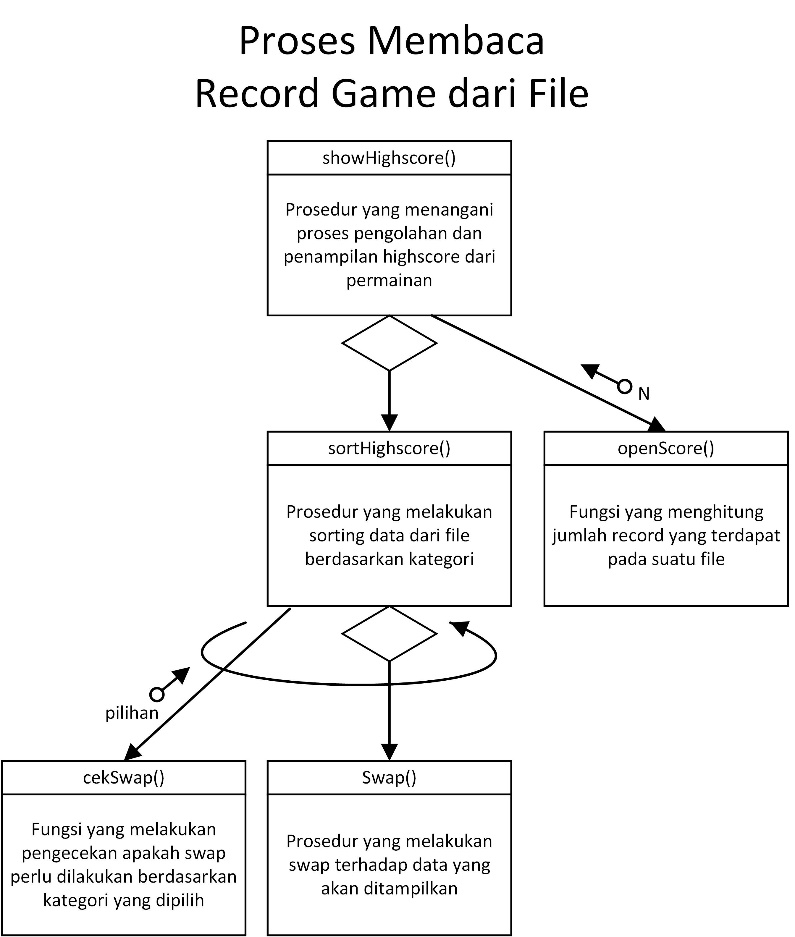 Proses Membaca
Record Game dari File
showHighscore()
Prosedur yang menangani
proses pengolahan dan
penampilan highscore dari
permainan
N
sortHighscore()
Prosedur yang melakukan
sorting data dari file
berdasarkan kategori
openScore()
Fungsi yang menghitung
jumlah record yang terdapat
pada suatu file
pilihan
cekSwap()
Fungsi yang melakukan
pengecekan apakah swap
perlu dilakukan berdasarkan
kategori yang dipilih
Swap()
Prosedur yang melakukan
swap terhadap data yang
akan ditampilkan